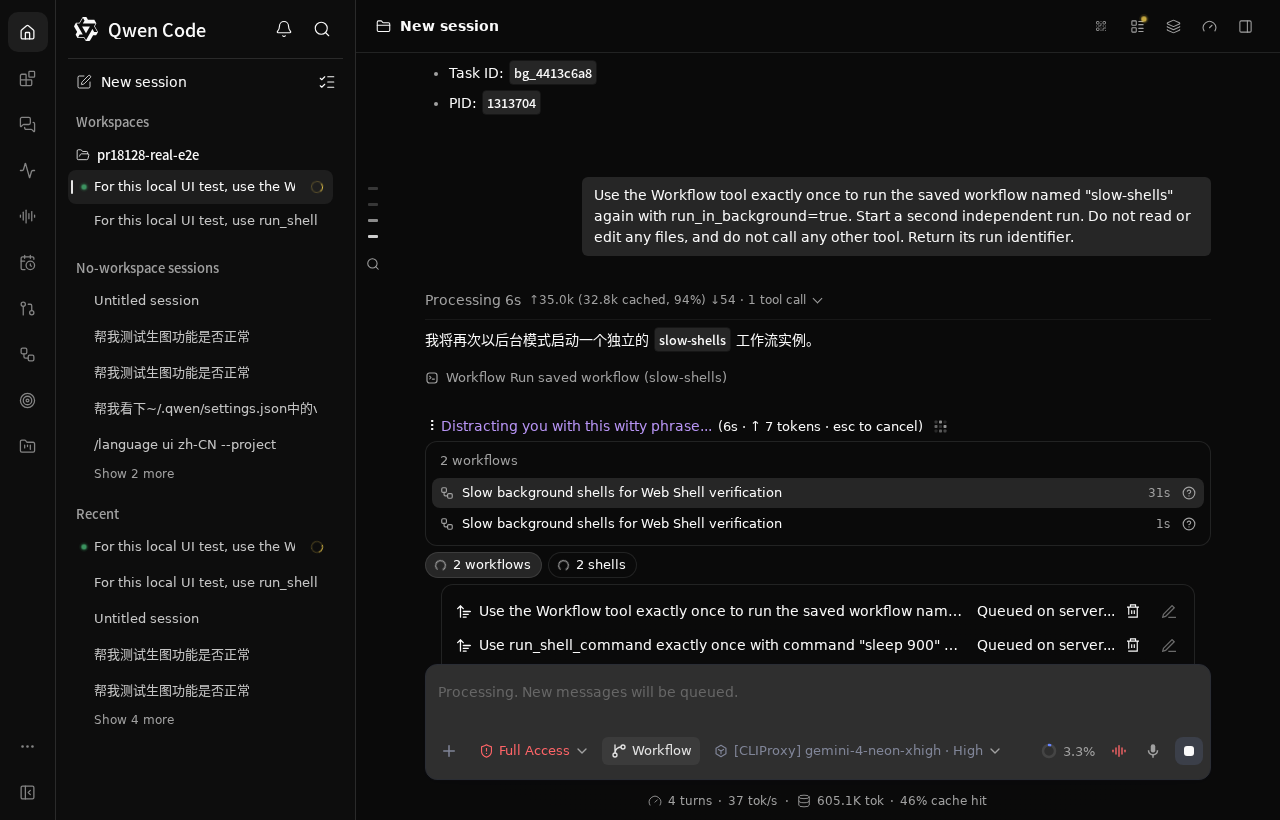 Qwen Code
New session
Workspaces
pr18128-real-e2e
For this local UI test, use the W
For this local UI test, use run_shell
No-workspace sessions
Untitled session
帮我测试生图功能是否正常
帮我测试生图功能是否正常
帮我看下~/.qwen/settings.json中的
/language ui zh-CN --project
Show 2 more
Recent
For this local UI test, use the W
For this local UI test, use run_shell
Untitled session
帮我测试生图功能是否正常
帮我测试生图功能是否正常
Show 4 more
New session
• Task ID: bg_4413c6a8
• PID: 1313704
Use the Workflow tool exactly once to run the saved workflow named "slow-shells"
again with run_in_background=true. Start a second independent run. Do not read or
edit any files, and do not call any other tool. Return its run identifier.
Processing 6s ↑35.0k (32.8k cached, 94%) ↓54 · 1 tool call
我将再次以后台模式启动一个独立的 slow-shells 工作流实例。
Workflow Run saved workflow (slow-shells)
Distracting you with this witty phrase... (6s · ↑ 7 tokens · esc to cancel)
2 workflows
Slow background shells for Web Shell verification 31s
Slow background shells for Web Shell verification 1s
2 workflows 2 shells
Use the Workflow tool exactly once to run the saved workflow nam… Queued on server...
Use run_shell_command exactly once with command "sleep 900" … Queued on server...
Processing. New messages will be queued.
Full Access Workflow [CLIProxy] gemini-4-neon-xhigh · High 3.3%
4 turns · 37 tok/s · 605.1K tok · 46% cache hit